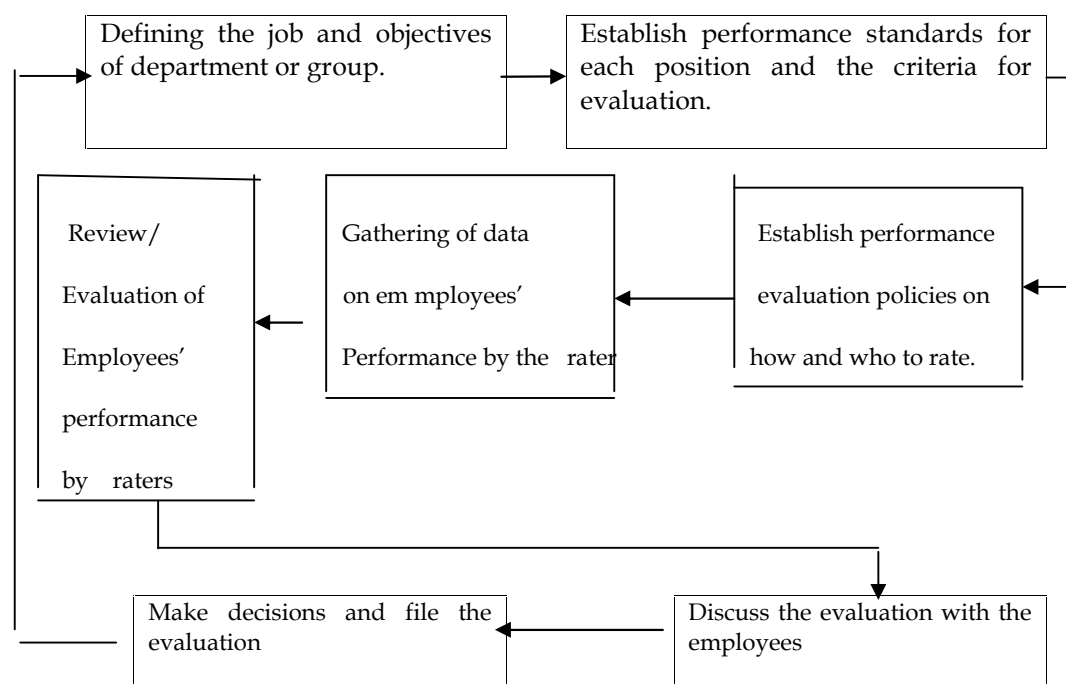 Defining the job and objectives
of department or group.
Establish performance standards for
each position and the criteria for
evaluation.
Establish performance
evaluation policies on
how and who to rate.
Gathering of data
on em mployees’
Performance by the rater
Review/
Evaluation of
Employees’
performance
by raters
Discuss the evaluation with the
employees
Make decisions and file the
evaluation